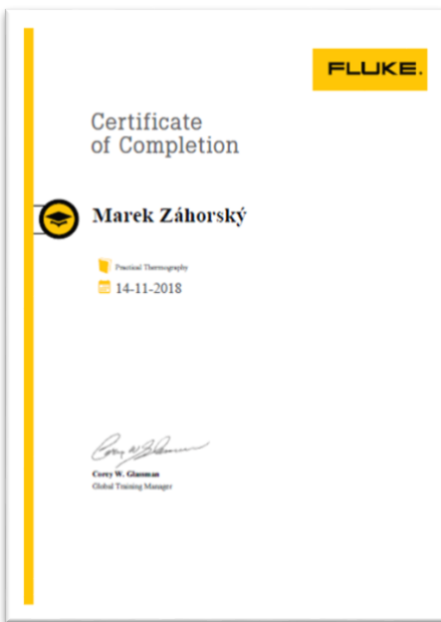 FLUKE.
Certificate
of Completion
Marek Záhorský
Practical Thermography
14-11-2018
Corey W. Glassman
Global Training Manager